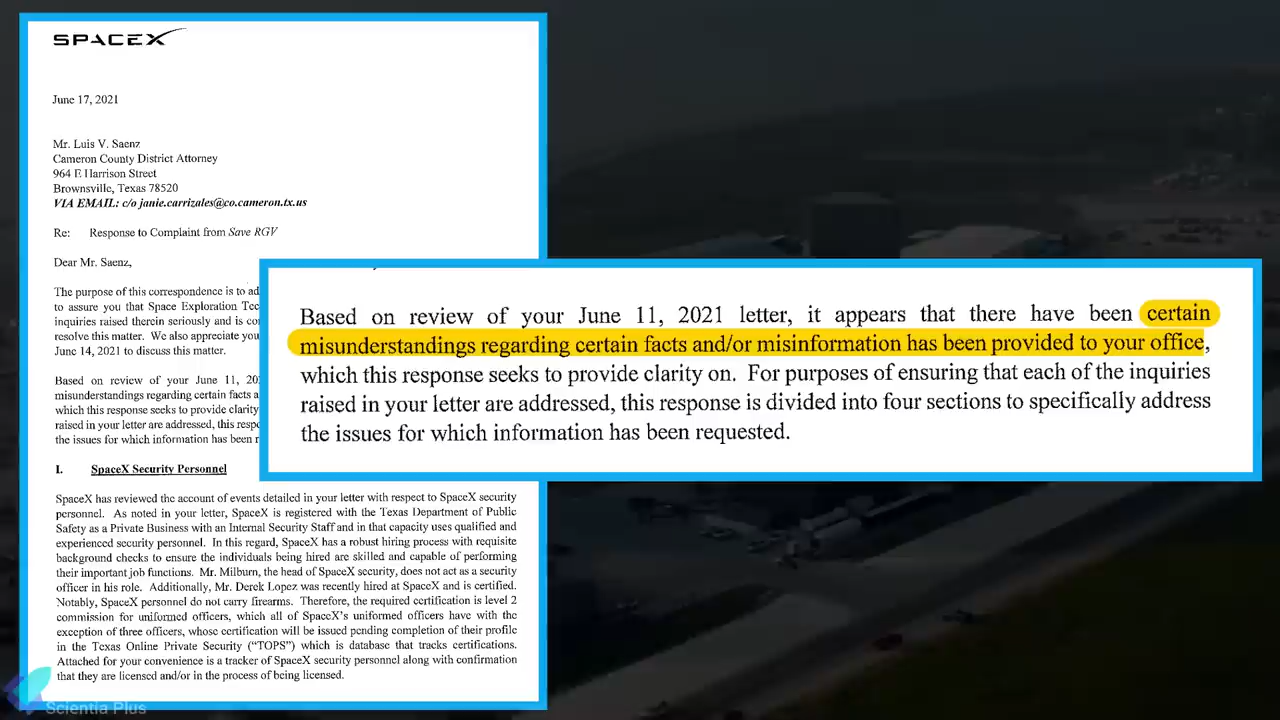 SPACEX
June 17, 2021
Mr. Luis V. Saenz
Cameron County District Attorney
964 E Harrison Street
Brownsville, Texas 78520
VIA EMAIL: c/o janie.carrizales@co.cameron.tx.us
Re: Response to Complaint from Save RGV
Dear Mr. Saenz,
The purpose of this correspondence is to
to assure you that Space Exploration
inquiries raised therein seriously and is
resolve this matter. We also appreciate you
June 14, 2021 to discuss this matter.
Based on review of your June 11,
misunderstandings regarding certain facts
which this response seeks to provide clarity
raised in your letter are addressed, this
the issues for which information has been
Based on review of your June 11, 2021 letter, it appears that there have been certain
misunderstandings regarding certain facts and/or misinformation has been provided to your office,
which this response seeks to provide clarity on. For purposes of ensuring that each of the inquiries
raised in your letter are addressed, this response is divided into four sections to specifically address
the issues for which information has been requested.
I. SpaceX Security Personnel
SpaceX has reviewed the account of events detailed in your letter with respect to SpaceX security
personnel. As noted in your letter, SpaceX is registered with the Texas Department of Public
Safety as a Private Business with an Internal Security Staff and in that capacity uses qualified and
experienced security personnel. In this regard, SpaceX has a robust hiring process with requisite
background checks to ensure the individuals being hired are skilled and capable of performing
their important job functions. Mr. Milburn, the head of SpaceX security, does not act as a security
officer in his role. Additionally, Mr. Derek Lopez was recently hired at SpaceX and is certified.
Notably, SpaceX personnel do not carry firearms. Therefore, the required certification is level 2
commission for uniformed officers, which all of SpaceX's uniformed officers have with the
exception of three officers, whose certification will be issued pending completion of their profile
in the Texas Online Private Security ("TOPS") which is database that tracks certifications.
Attached for your convenience is a tracker of SpaceX security personnel along with confirmation
that they are licensed and/or in the process of being licensed.
Scientia Plus